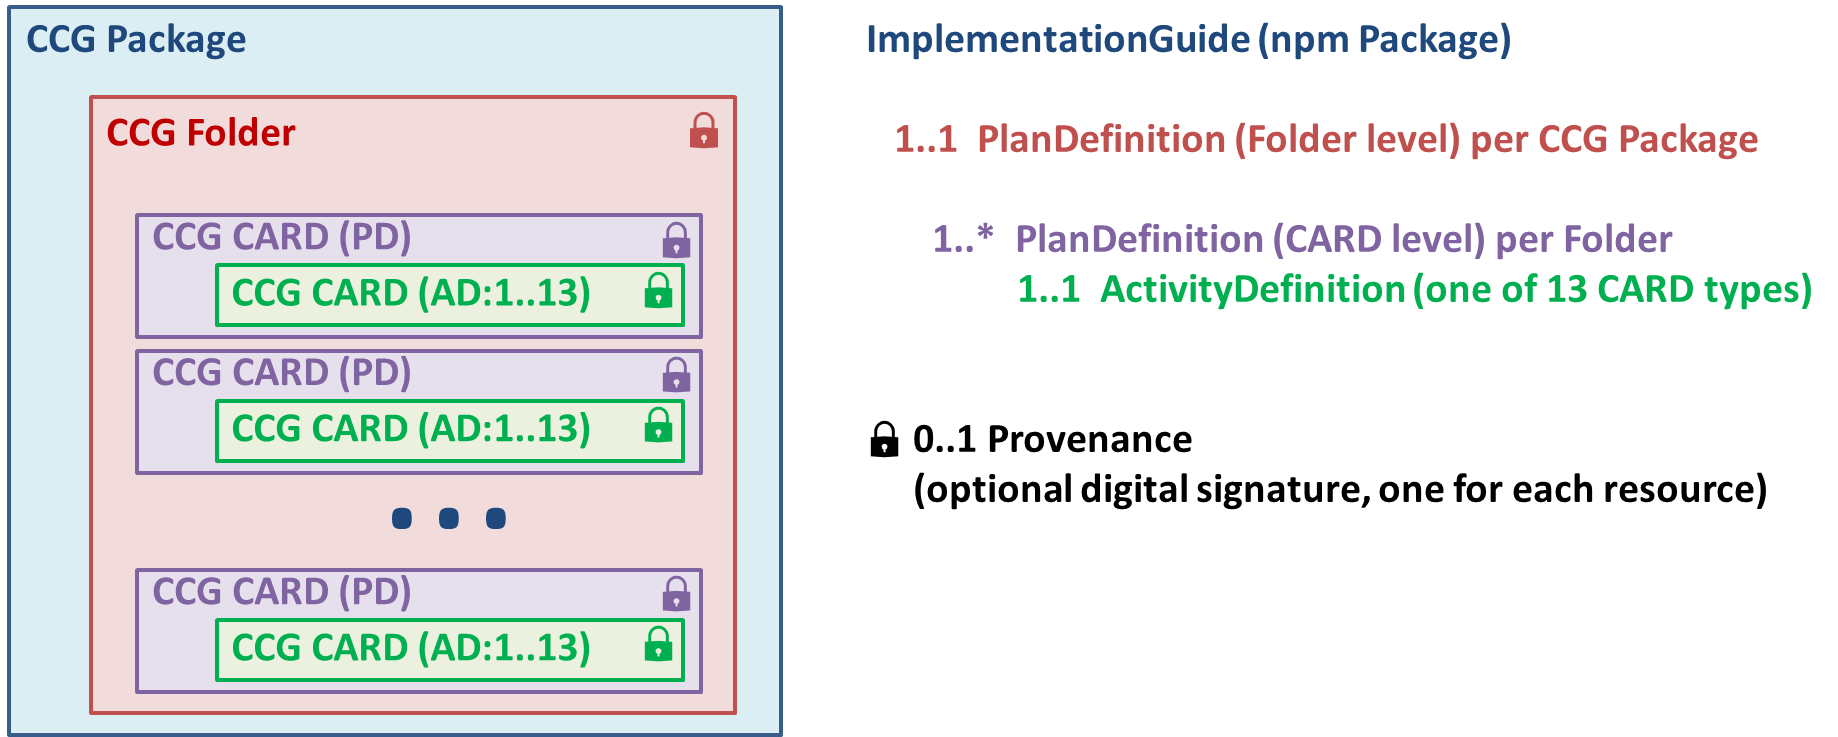 CCG Package
ImplementationGuide (npm Package)
CCG Folder
1..1 PlanDefinition (Folder level) per CCG Package
CCG CARD (PD)
1..* PlanDefinition (CARD level) per Folder
CCG CARD (AD:1..13)
1..1 ActivityDefinition (one of 13 CARD types)
CCG CARD (PD)
CCG CARD (AD:1..13)
0..1 Provenance
(optional digital signature, one for each resource)
CCG CARD (PD)
CCG CARD (AD:1..13)